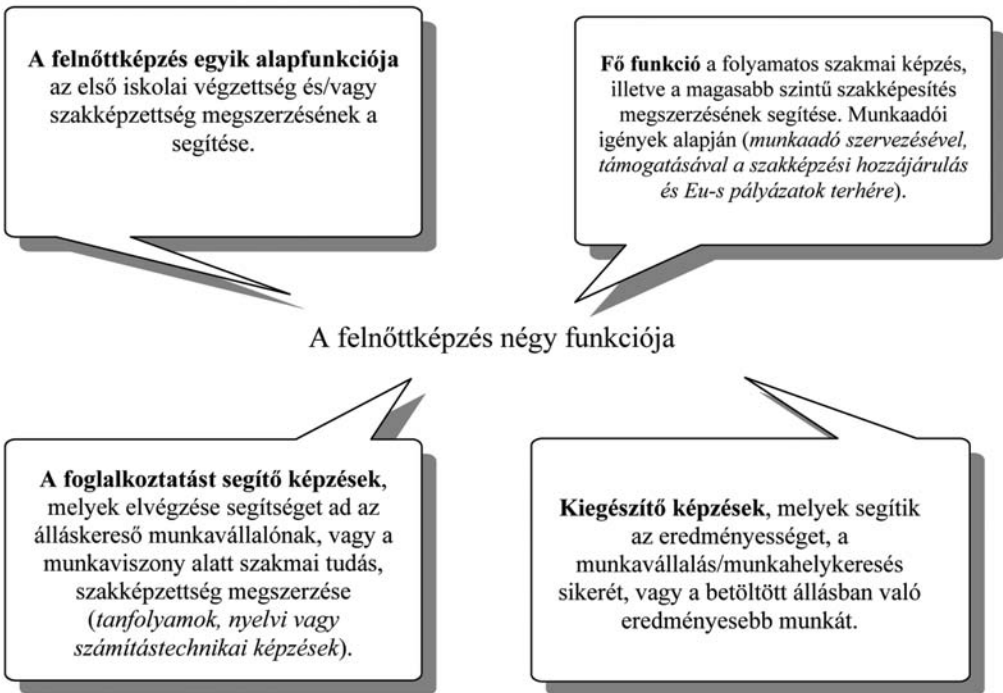 A felnőttképzés egyik alapfunkciója
az első iskolai végzettség és/vagy
szakképzettség megszerzésének a
segítése.
Fő funkció a folyamatos szakmai képzés,
illetve a magasabb szintű szakképesítés
megszerzésének segítése. Munkaadói
igények alapján (munkaadó szervezésével,
támogatásával a szakképzési hozzájárulás
és Eu-s pályázatok terhére).
A felnőttképzés négy funkciója
A foglalkoztatást segítő képzések,
melyek elvégzése segítséget ad az
álláskereső munkavállalónak, vagy a
munkaviszony alatt szakmai tudás,
szakképzettség megszerzése
(tanfolyamok, nyelvi vagy
számítástechnikai képzések).
Kiegészítő képzések, melyek segítik
az eredményességet, a
munkavállalás/munkahelykeresés
sikerét, vagy a betöltött állásban való
eredményesebb munkát.